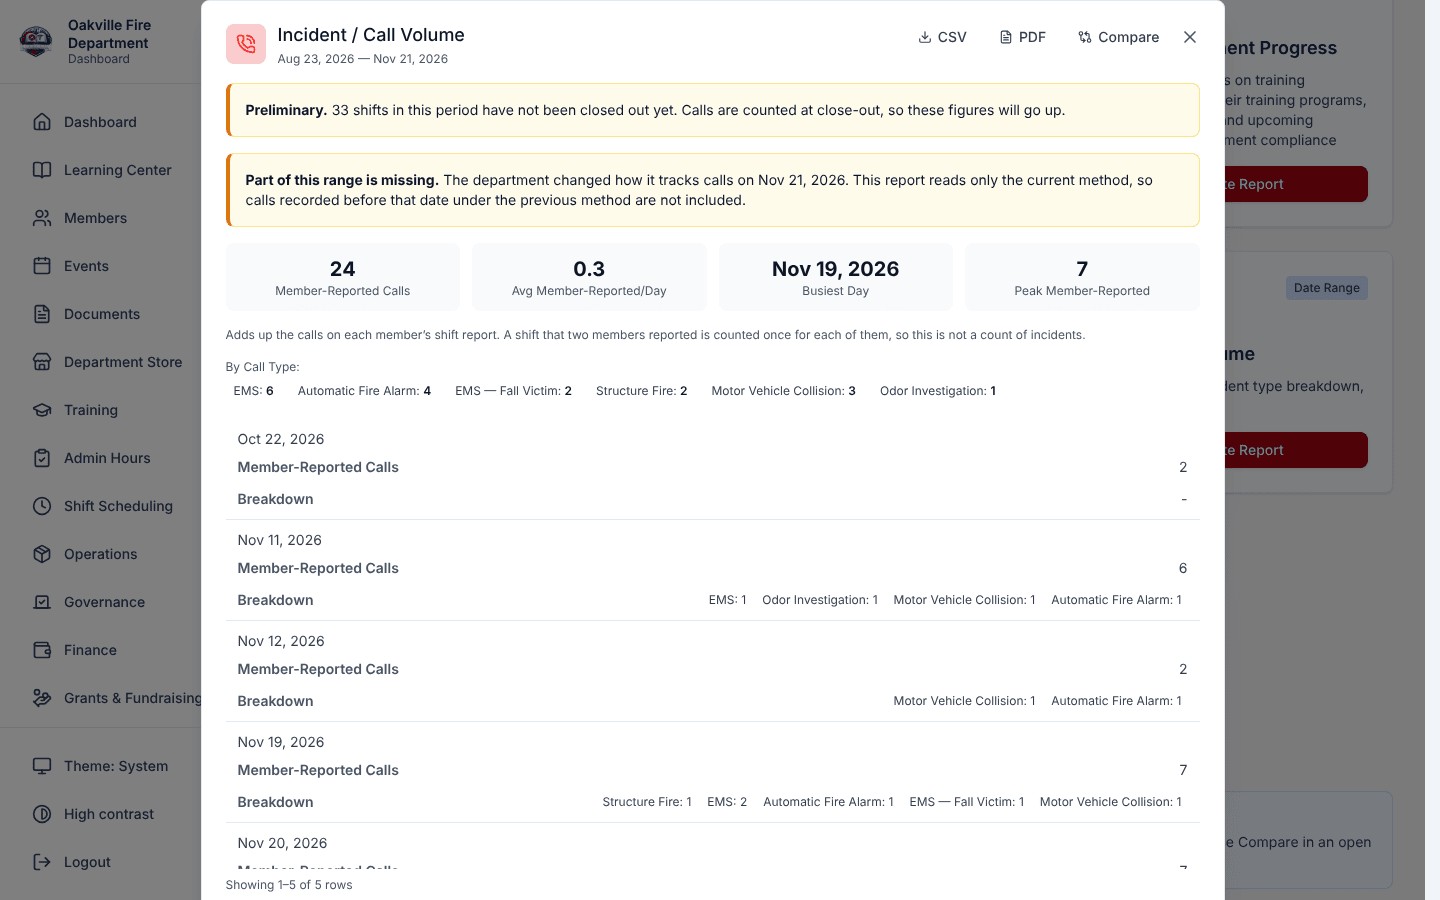 Oakville Fire
Department
Dashboard
Dashboard
Learning Center
Members
Events
Documents
Department Store
Training
Admin Hours
Shift Scheduling
Operations
Governance
Finance
Grants & Fundraising
Theme: System
High contrast
Logout
Incident / Call Volume
Aug 23, 2026 — Nov 21, 2026
CSV
PDF
Compare
Preliminary. 33 shifts in this period have not been closed out yet. Calls are counted at close-out, so these figures will go up.
Part of this range is missing. The department changed how it tracks calls on Nov 21, 2026. This report reads only the current method, so
calls recorded before that date under the previous method are not included.
24
Member-Reported Calls
0.3
Avg Member-Reported/Day
Nov 19, 2026
Busiest Day
7
Peak Member-Reported
Adds up the calls on each member’s shift report. A shift that two members reported is counted once for each of them, so this is not a count of incidents.
By Call Type:
EMS: 6 Automatic Fire Alarm: 4 EMS — Fall Victim: 2 Structure Fire: 2 Motor Vehicle Collision: 3 Odor Investigation: 1
Oct 22, 2026
Member-Reported Calls 2
Breakdown -
Nov 11, 2026
Member-Reported Calls 6
Breakdown EMS: 1 Odor Investigation: 1 Motor Vehicle Collision: 1 Automatic Fire Alarm: 1
Nov 12, 2026
Member-Reported Calls 2
Breakdown Motor Vehicle Collision: 1 Automatic Fire Alarm: 1
Nov 19, 2026
Member-Reported Calls 7
Breakdown Structure Fire: 1 EMS: 2 Automatic Fire Alarm: 1 EMS — Fall Victim: 1 Motor Vehicle Collision: 1
Nov 20, 2026
Member-Reported Calls 7
Showing 1–5 of 5 rows
Progress
on training
training programs,
upcoming
compliance
Report
Date Range
type breakdown,
Report
Compare in an open